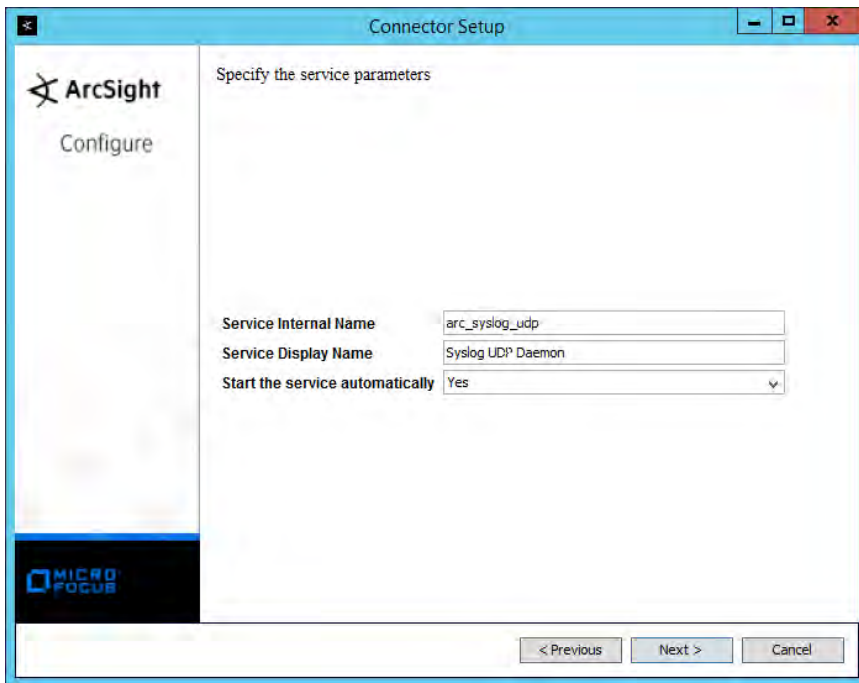 Connector Setup
ArcSight
Configure
Specify the service parameters
Service Internal Name arc_syslog_udp
Service Display Name Syslog UDP Daemon
Start the service automatically Yes
MICRO
FOCUS
< Previous Next > Cancel